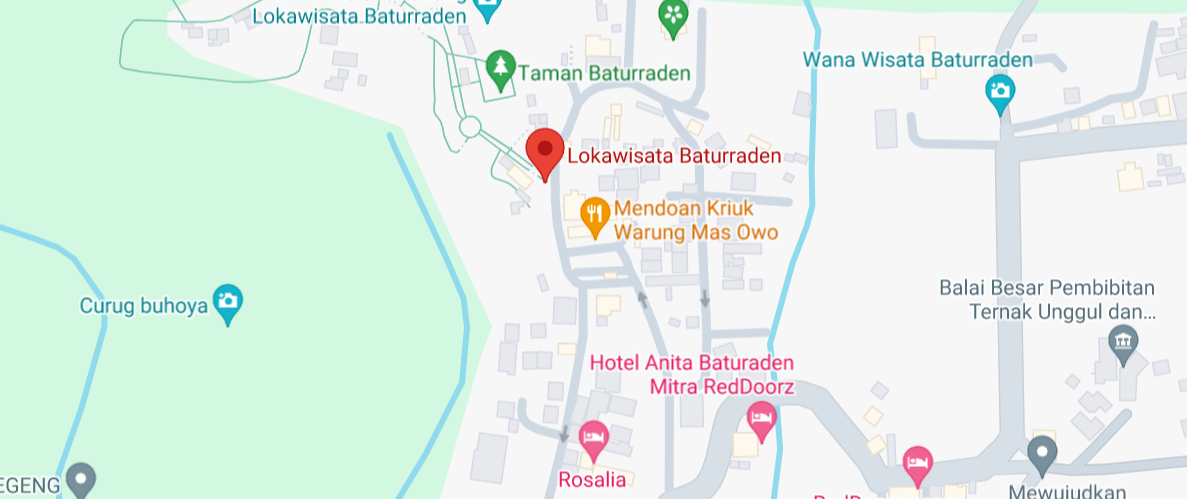 Lokawisata Baturraden
Taman Baturraden
Wana Wisata Baturraden
Lokawisata Baturraden
Mendoan Kriuk
Warung Mas Owo
Curug buhoya
Balai Besar Pembibitan
Ternak Unggul dan...
Hotel Anita Baturaden
Mitra RedDoorz
Rosalia
EGENG
Mewujudkan